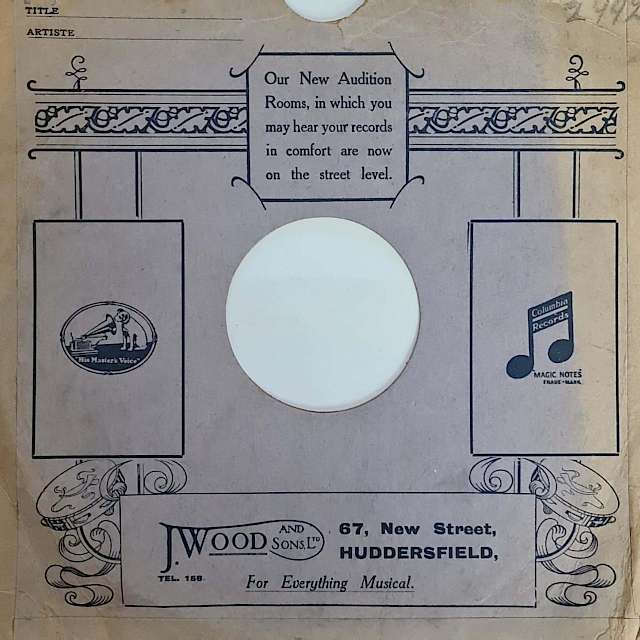 TITLE
ARTISTE
Our New Audition
Rooms, in which you
may hear your records
in comfort are now
on the street level.
"His Master's Voice"
Columbia
Records
MAGIC NOTES
TRADE-MARK.
J. WOOD AND SONS, LTD
TEL. 158
67, New Street,
HUDDERSFIELD,
For Everything Musical.